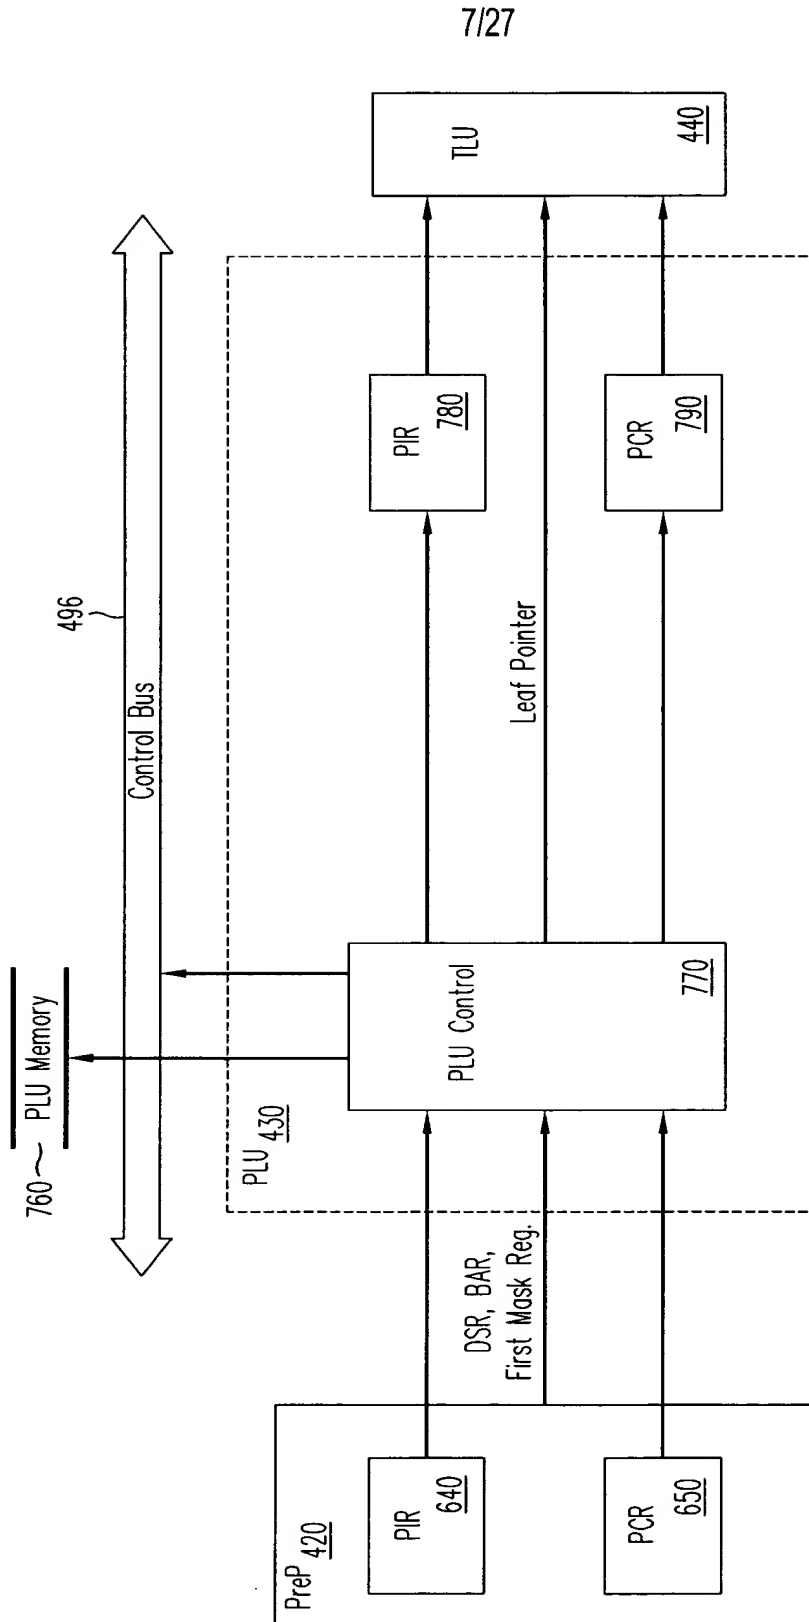 7/27
760
PLU Memory
496
Control Bus
PreP 420
PIR
640
PCR
650
DSR, BAR,
First Mask Reg.
PLU 430
PLU Control
770
Leaf Pointer
PIR
780
PCR
790
TLU
440